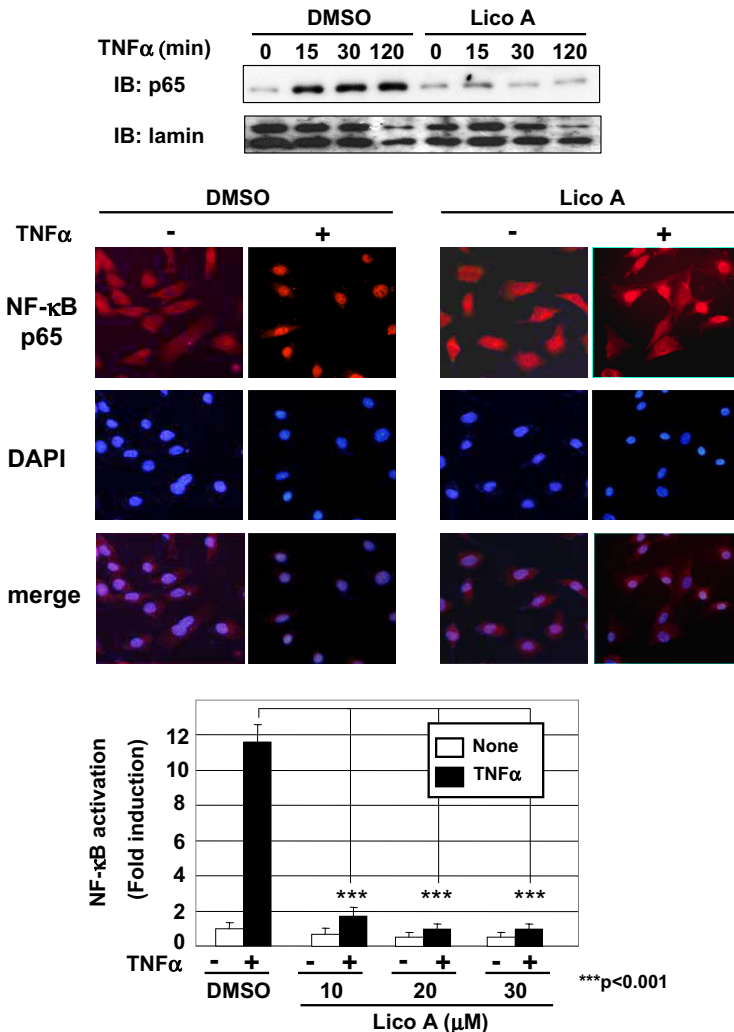 DMSO Lico A
TNFα (min) 0 15 30 120 0 15 30 120
IB: p65
IB: lamin
DMSO Lico A
TNFα - + - +
NF-κB
p65
DAPI
merge
NF-κB activation
(Fold induction)
12
10
8
6
4
2
0
None
TNFα
*** *** ***
TNFα - + - + - + - +
DMSO 10 20 30
Lico A (μM)
***p<0.001